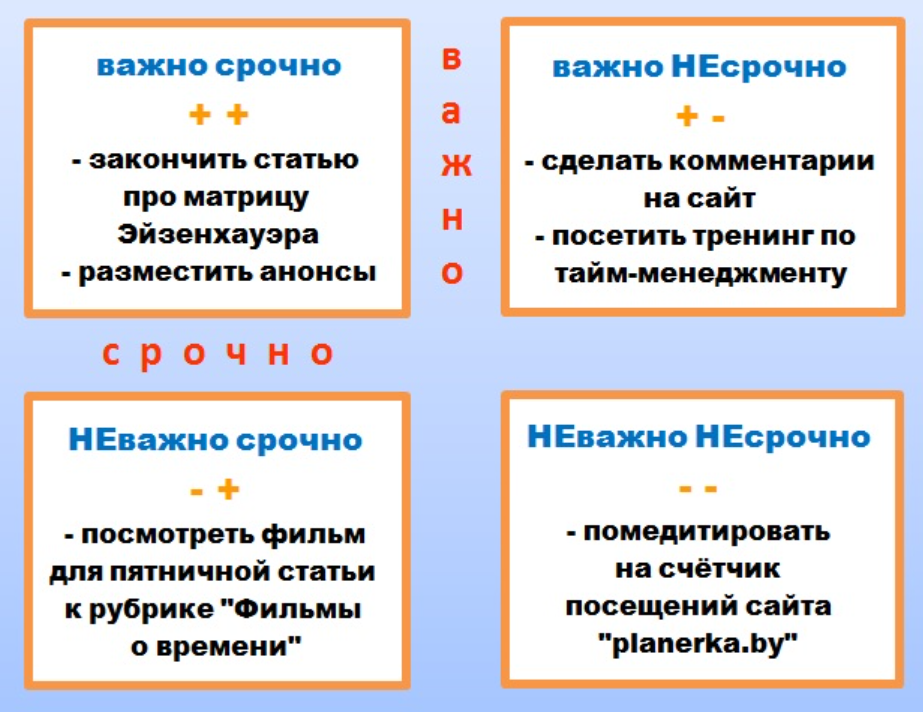 важно срочно
+ +
- закончить статью
про матрицу
Эйзенхауэра
- разместить анонсы
важно
важно НЕсрочно
+ -
- сделать комментарии
на сайт
- посетить тренинг по
тайм-менеджменту
срочно
НЕважно срочно
- +
- посмотреть фильм
для пятничной статьи
к рубрике "Фильмы
о времени"
НЕважно НЕсрочно
- -
- помедитировать
на счётчик
посещений сайта
"planerka.by"